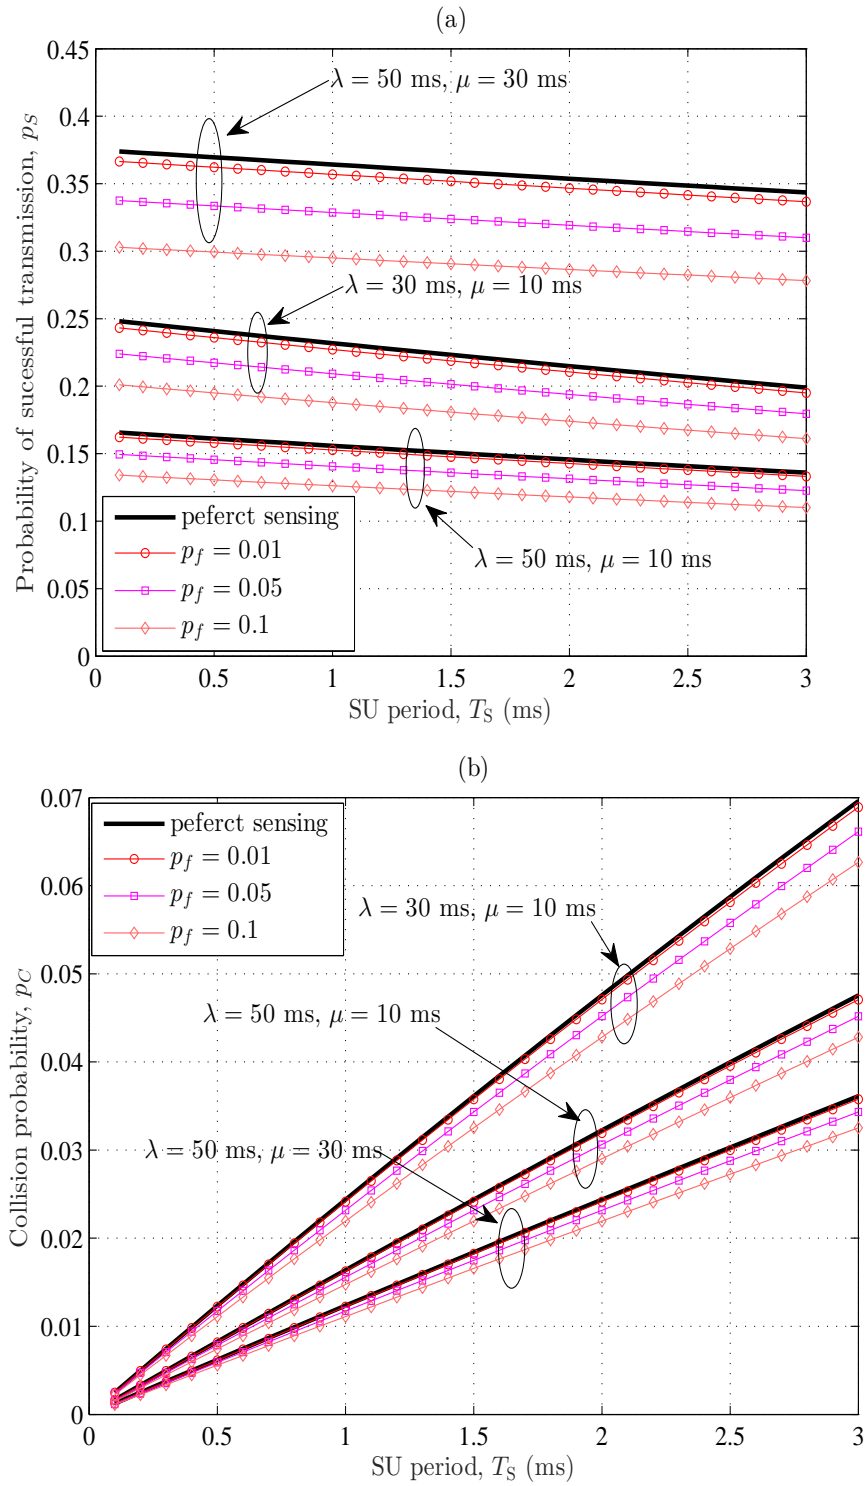 (a)
0.45
0.4
0.35
0.3
0.25
0.2
0.15
0.1
0.05
0
Probability of sucessful transmission, p_S
λ = 50 ms, μ = 30 ms
λ = 30 ms, μ = 10 ms
λ = 50 ms, μ = 10 ms
peferct sensing
p_f = 0.01
p_f = 0.05
p_f = 0.1
0 0.5 1 1.5 2 2.5 3
SU period, T_S (ms)
(b)
0.07
0.06
0.05
0.04
0.03
0.02
0.01
0
Collision probability, p_C
peferct sensing
p_f = 0.01
p_f = 0.05
p_f = 0.1
λ = 30 ms, μ = 10 ms
λ = 50 ms, μ = 10 ms
λ = 50 ms, μ = 30 ms
0 0.5 1 1.5 2 2.5 3
SU period, T_S (ms)